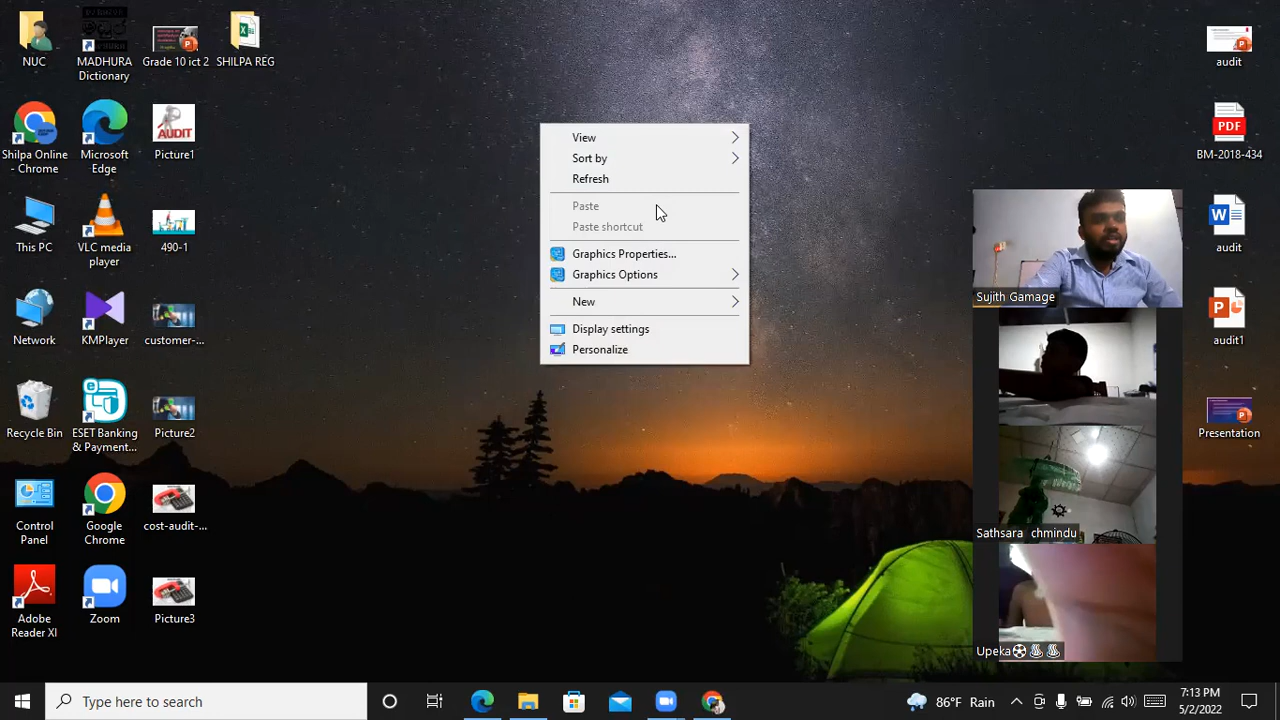 NUC
MADHURA
Dictionary
Grade 10 ict 2
SHILPA REG
Shilpa Online
- Chrome
Microsoft
Edge
AUDIT
Picture1
This PC
VLC media
player
490-1
Network
KMPlayer
customer-...
Recycle Bin
ESET Banking
& Payment...
Picture2
Control
Panel
Google
Chrome
cost-audit-...
Adobe
Reader XI
Zoom
Picture3
View
Sort by
Refresh
Paste
Paste shortcut
Graphics Properties...
Graphics Options
New
Display settings
Personalize
audit
PDF
BM-2018-434
audit
audit1
Presentation
Sujith Gamage
Sathsara chmindu
Upeka⚽♨♨
Type here to search
86°F Rain
7:13 PM
5/2/2022